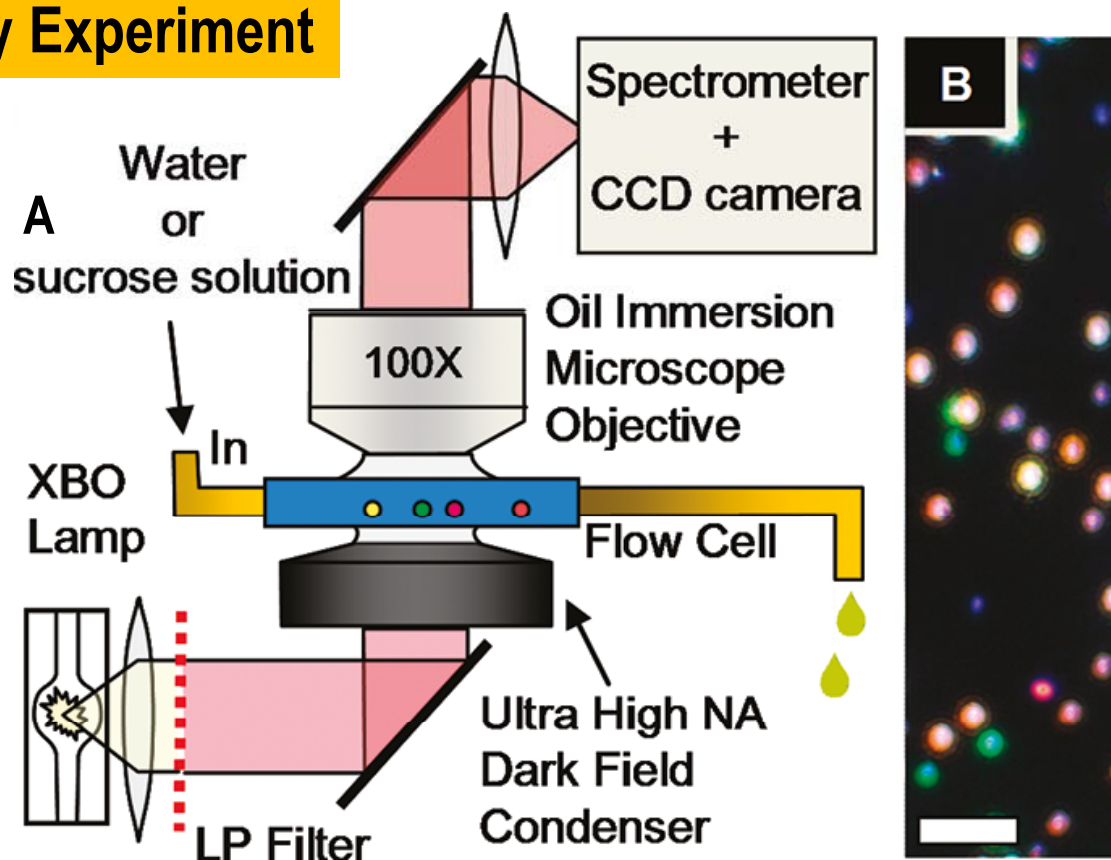 y Experiment
A
Water
or
sucrose solution
Spectrometer
+
CCD camera
B
100X
Oil Immersion
Microscope
Objective
In
XBO
Lamp
Flow Cell
Ultra High NA
Dark Field
Condenser
LP Filter